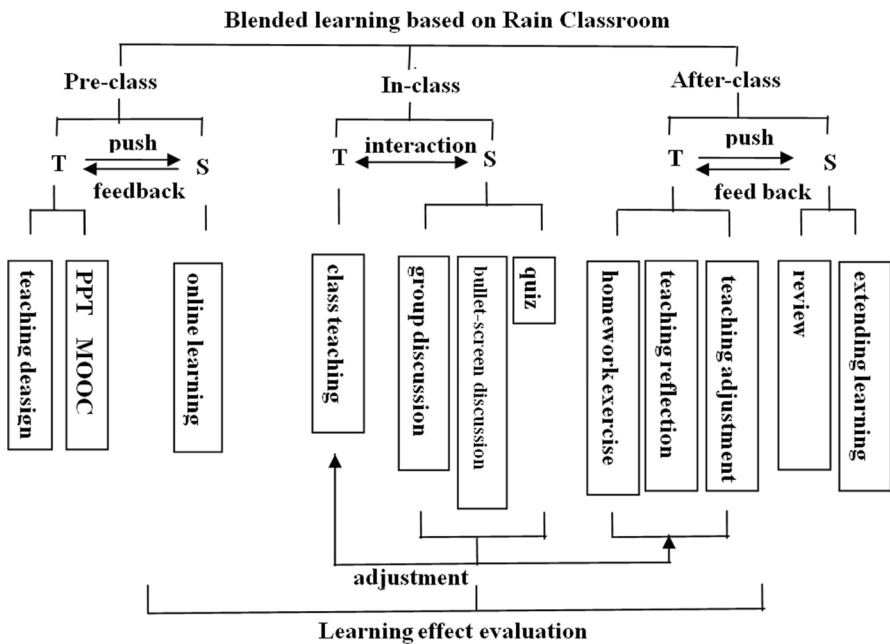 Blended learning based on Rain Classroom
Pre-class
In-class
After-class
T
push
feedback
S
T
interaction
S
T
push
feed back
S
teaching deasign
PPT MOOC
online learning
class teaching
group discussion
bullet-screen discussion
quiz
homework exercise
teaching reflection
teaching adjustment
review
extending learning
adjustment
Learning effect evaluation